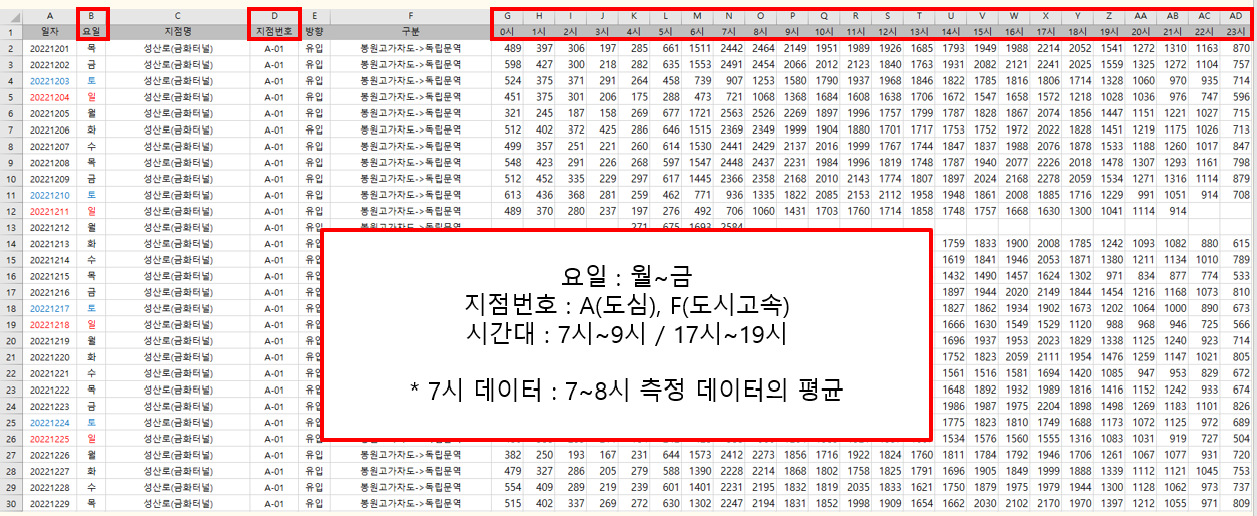 A B C D E F G H I J K L M N O P Q R S T U V W X Y Z AA AB AC AD
1 일자 요일 지점명 지점번호 방향 구분 0시 1시 2시 3시 4시 5시 6시 7시 8시 9시 10시 11시 12시 13시 14시 15시 16시 17시 18시 19시 20시 21시 22시 23시
2 20221201 목 성산로(금화터널) A-01 유입 봉원고가차도->독립문역 489 397 306 197 285 661 1511 2442 2464 2149 1951 1989 1926 1685 1793 1949 1988 2214 2052 1541 1272 1310 1163 870
3 20221202 금 성산로(금화터널) A-01 유입 봉원고가차도->독립문역 598 427 300 218 282 635 1553 2491 2454 2066 2012 2123 1840 1763 1931 2082 2121 2241 2025 1559 1325 1272 1104 757
4 20221203 토 성산로(금화터널) A-01 유입 봉원고가차도->독립문역 524 375 371 291 264 458 739 907 1253 1580 1790 1937 1968 1846 1822 1785 1816 1806 1714 1328 1060 970 935 714
5 20221204 일 성산로(금화터널) A-01 유입 봉원고가차도->독립문역 451 375 301 206 175 288 473 721 1068 1368 1684 1608 1638 1706 1672 1547 1658 1572 1218 1028 1036 976 747 596
6 20221205 월 성산로(금화터널) A-01 유입 봉원고가차도->독립문역 321 245 187 158 269 677 1721 2563 2526 2269 1897 1996 1757 1799 1787 1828 1867 2074 1856 1447 1151 1221 1027 715
7 20221206 화 성산로(금화터널) A-01 유입 봉원고가차도->독립문역 512 402 372 425 286 646 1515 2369 2349 1999 1904 1880 1701 1717 1753 1752 1972 2022 1828 1451 1219 1175 1026 713
8 20221207 수 성산로(금화터널) A-01 유입 봉원고가차도->독립문역 499 357 251 221 260 614 1530 2441 2429 2137 2016 1999 1767 1744 1847 1837 1988 2076 1878 1533 1188 1260 1017 847
9 20221208 목 성산로(금화터널) A-01 유입 봉원고가차도->독립문역 548 423 291 226 268 597 1547 2448 2437 2231 1984 1996 1819 1748 1787 1940 2077 2226 2018 1478 1307 1293 1161 798
10 20221209 금 성산로(금화터널) A-01 유입 봉원고가차도->독립문역 512 452 335 229 297 617 1445 2366 2358 2168 2010 2143 1774 1807 1897 2024 2168 2278 2059 1534 1271 1316 1114 879
11 20221210 토 성산로(금화터널) A-01 유입 봉원고가차도->독립문역 613 436 368 281 259 462 771 936 1335 1822 2085 2153 2112 1958 1948 1861 2008 1885 1716 1229 991 1051 914 708
12 20221211 일 성산로(금화터널) A-01 유입 봉원고가차도->독립문역 489 370 280 237 197 276 492 706 1060 1431 1703 1760 1714 1858 1748 1757 1668 1630 1300 1041 1114 914
13 20221212 월 성산로(금화터널) A-01 유입 봉원고가차도->독립문역 271 675 1693 2584
14 20221213 화 성산로(금화터널) A-01 유입 1759 1833 1900 2008 1785 1242 1093 1082 880 615
15 20221214 수 성산로(금화터널) A-01 유입 1619 1841 1946 2053 1871 1380 1211 1134 1010 789
16 20221215 목 성산로(금화터널) A-01 유입 1432 1490 1457 1624 1302 971 834 877 774 533
17 20221216 금 성산로(금화터널) A-01 유입 1897 1944 2020 2149 1844 1454 1216 1168 1073 810
18 20221217 토 성산로(금화터널) A-01 유입 1827 1862 1934 1902 1673 1202 1064 1000 890 673
19 20221218 일 성산로(금화터널) A-01 유입 1666 1630 1549 1529 1120 988 968 946 725 566
20 20221219 월 성산로(금화터널) A-01 유입 1696 1937 1953 2023 1829 1338 1125 1240 923 714
21 20221220 화 성산로(금화터널) A-01 유입 1752 1823 2059 2111 1954 1476 1259 1147 1021 805
22 20221221 수 성산로(금화터널) A-01 유입 1561 1516 1581 1694 1420 1085 947 953 829 672
23 20221222 목 성산로(금화터널) A-01 유입 1648 1892 1932 1989 1816 1416 1152 1242 933 674
24 20221223 금 성산로(금화터널) A-01 유입 1986 1987 1975 2204 1898 1498 1269 1183 1101 826
25 20221224 토 성산로(금화터널) A-01 유입 1775 1823 1810 1749 1688 1173 1072 1125 972 689
26 20221225 일 성산로(금화터널) A-01 유입 1534 1576 1560 1555 1316 1083 1031 919 727 504
27 20221226 월 성산로(금화터널) A-01 유입 봉원고가차도->독립문역 382 250 193 167 231 644 1573 2412 2273 1856 1716 1922 1824 1760 1811 1784 1792 1946 1706 1261 1067 1077 931 720
28 20221227 화 성산로(금화터널) A-01 유입 봉원고가차도->독립문역 479 327 286 205 279 588 1390 2228 2214 1868 1802 1758 1825 1791 1696 1905 1849 1999 1888 1339 1112 1121 1045 753
29 20221228 수 성산로(금화터널) A-01 유입 봉원고가차도->독립문역 554 409 289 219 239 601 1401 2231 2195 1832 1819 2035 1833 1621 1750 1879 1975 1979 1944 1300 1128 1062 973 737
30 20221229 목 성산로(금화터널) A-01 유입 봉원고가차도->독립문역 515 402 337 269 272 630 1302 2247 2194 1831 1852 1998 1909 1654 1662 2030 2102 2170 1970 1397 1212 1055 971 809
요일 : 월~금
지점번호 : A(도심), F(도시고속)
시간대 : 7시~9시 / 17시~19시
* 7시 데이터 : 7~8시 측정 데이터의 평균